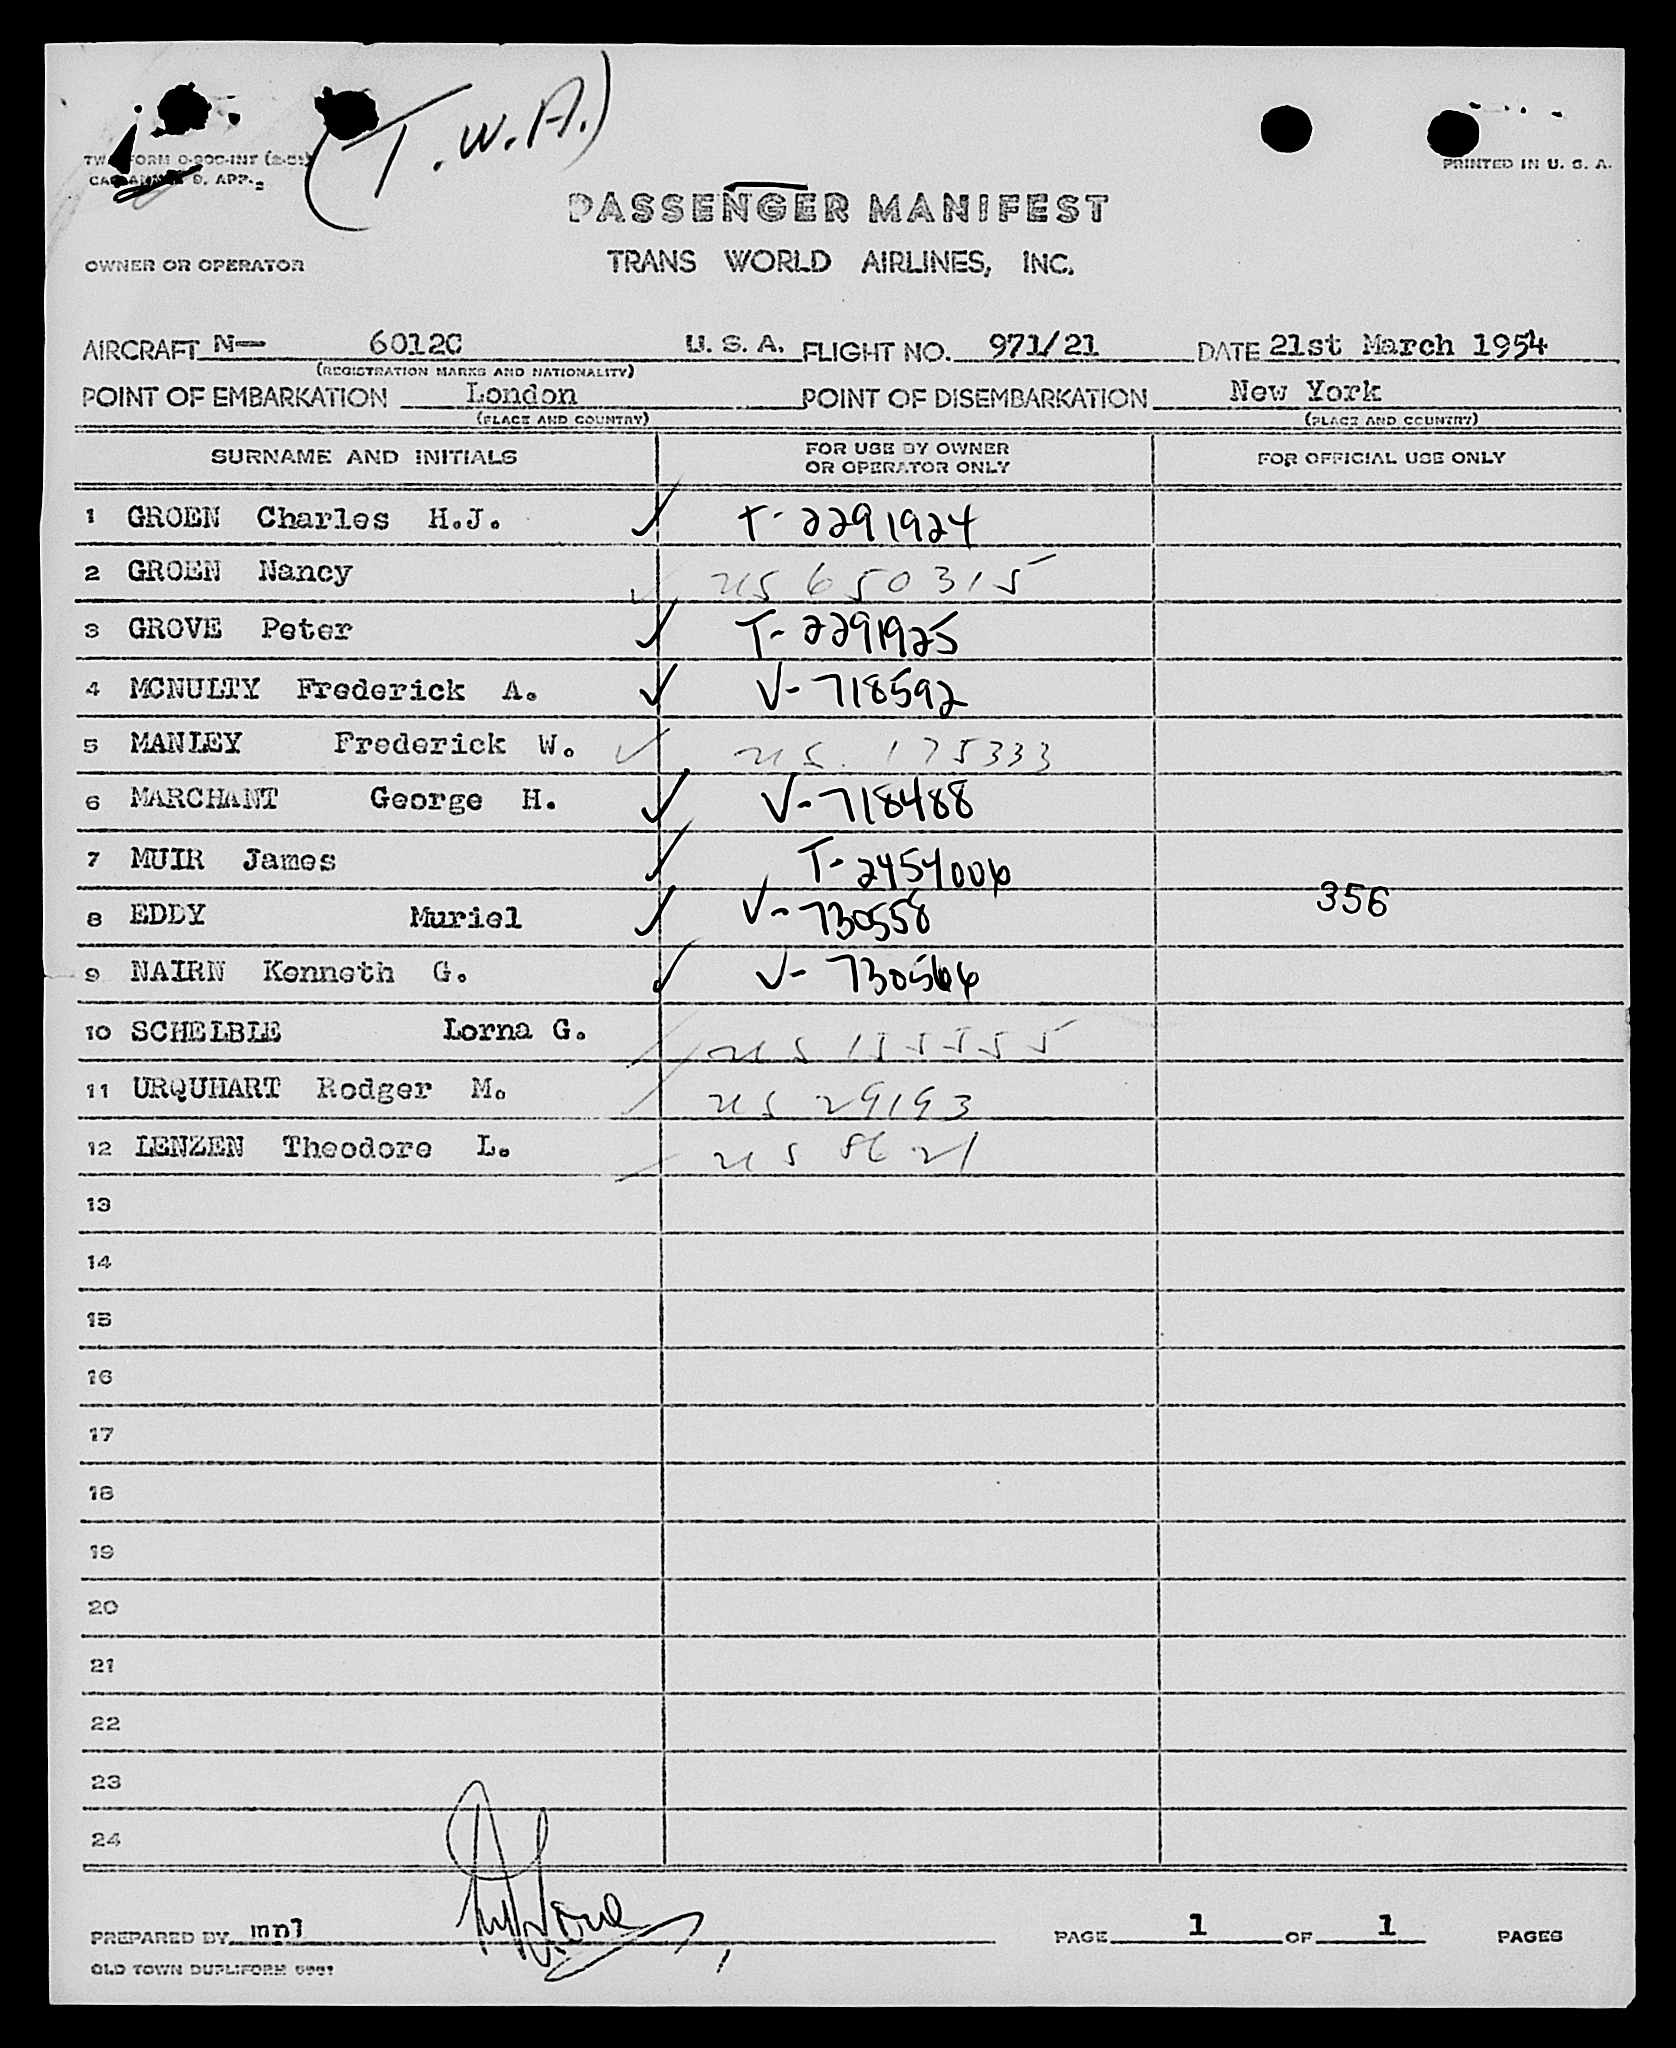 (T.W.A.)
PRINTED IN U. S. A.
PASSENGER MANIFEST
OWNER OR OPERATOR TRANS WORLD AIRLINES, INC.
AIRCRAFT N— 6012C U. S. A. FLIGHT NO. 971/21 DATE 21st March 1954
(REGISTRATION MARKS AND NATIONALITY)
POINT OF EMBARKATION London POINT OF DISEMBARKATION New York
(PLACE AND COUNTRY) (PLACE AND COUNTRY)
SURNAME AND INITIALS FOR USE BY OWNER OR OPERATOR ONLY FOR OFFICIAL USE ONLY
1 GROEN Charles H.J. ✓ T- 2291924
2 GROEN Nancy ✓ US 650315
3 GROVE Peter ✓ T- 2291925
4 MCNULTY Frederick A. ✓ V- 718592
5 MANLEY Frederick W. ✓ US. 175333
6 MARCHANT George H. ✓ V- 718488
7 MUIR James ✓ T- 2454006
8 EDDY Muriel ✓ V- 730558 356
9 NAIRN Kenneth G. ✓ V- 730566
10 SCHEIBLE Lorna G. US 155555
11 URQUHART Rodger M. US 29193
12 LENZEN Theodore L. US 8621
13
14
15
16
17
18
19
20
21
22
23
24
PREPARED BY mnl PAGE 1 OF 1 PAGES
OLD TOWN DUPLIFORM